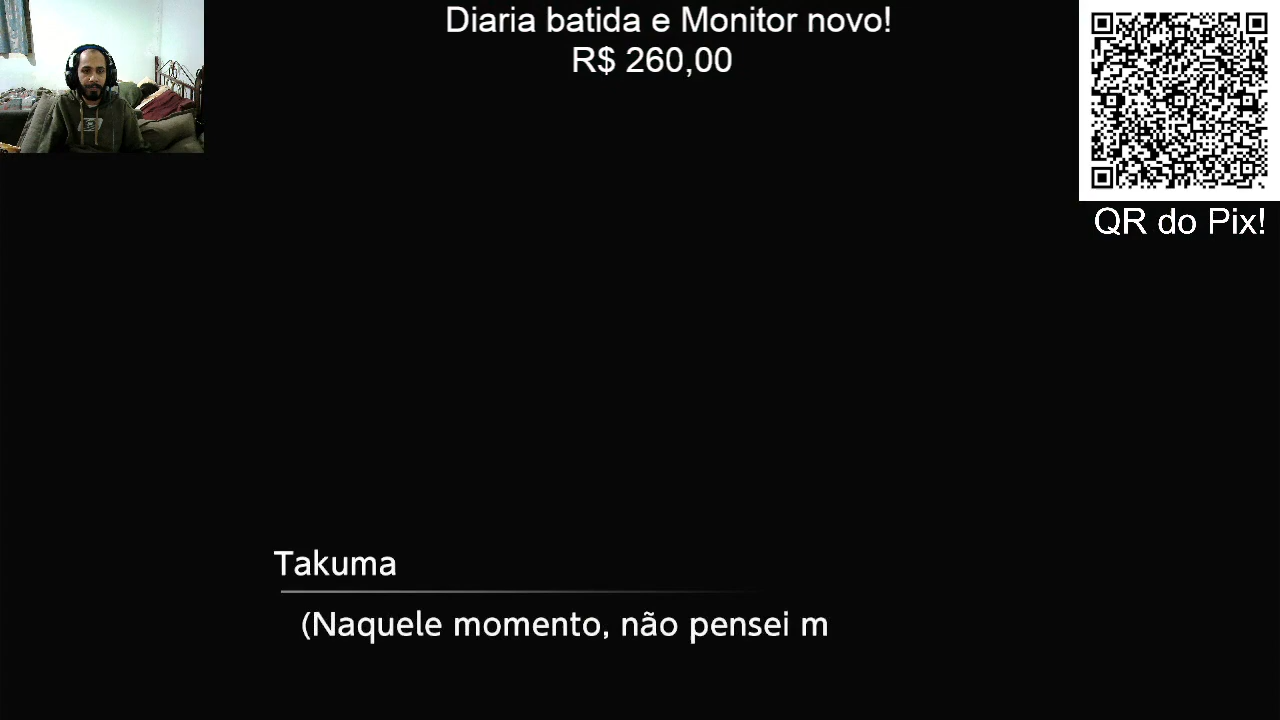 Diaria batida e Monitor novo!
R$ 260,00
QR do Pix!
Takuma
(Naquele momento, não pensei m